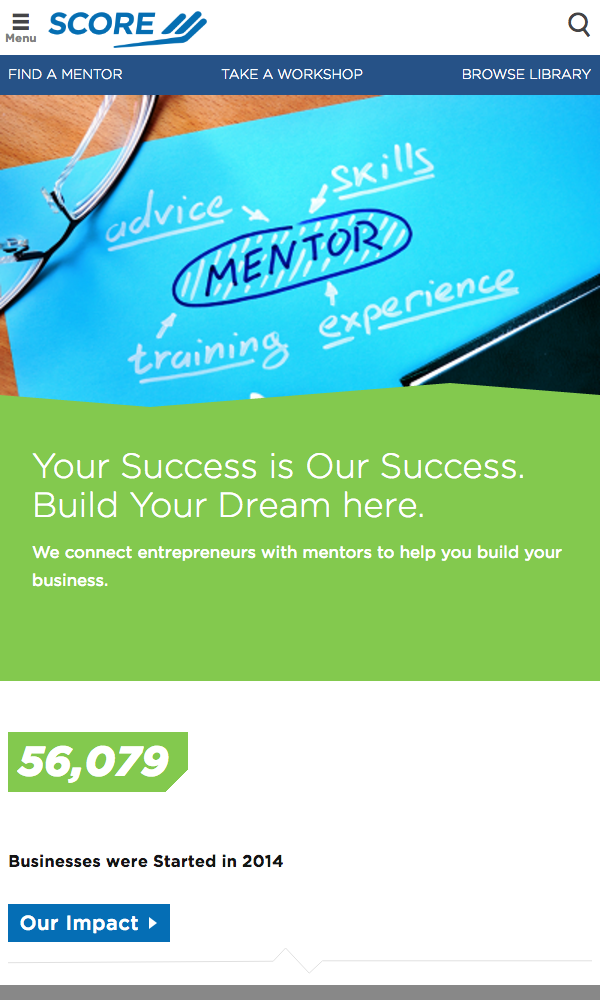 SCORE
Menu
FIND A MENTOR TAKE A WORKSHOP BROWSE LIBRARY
skills
advice
MENTOR
experience
training
Your Success is Our Success.
Build Your Dream here.
We connect entrepreneurs with mentors to help you build your
business.
56,079
Businesses were Started in 2014
Our Impact